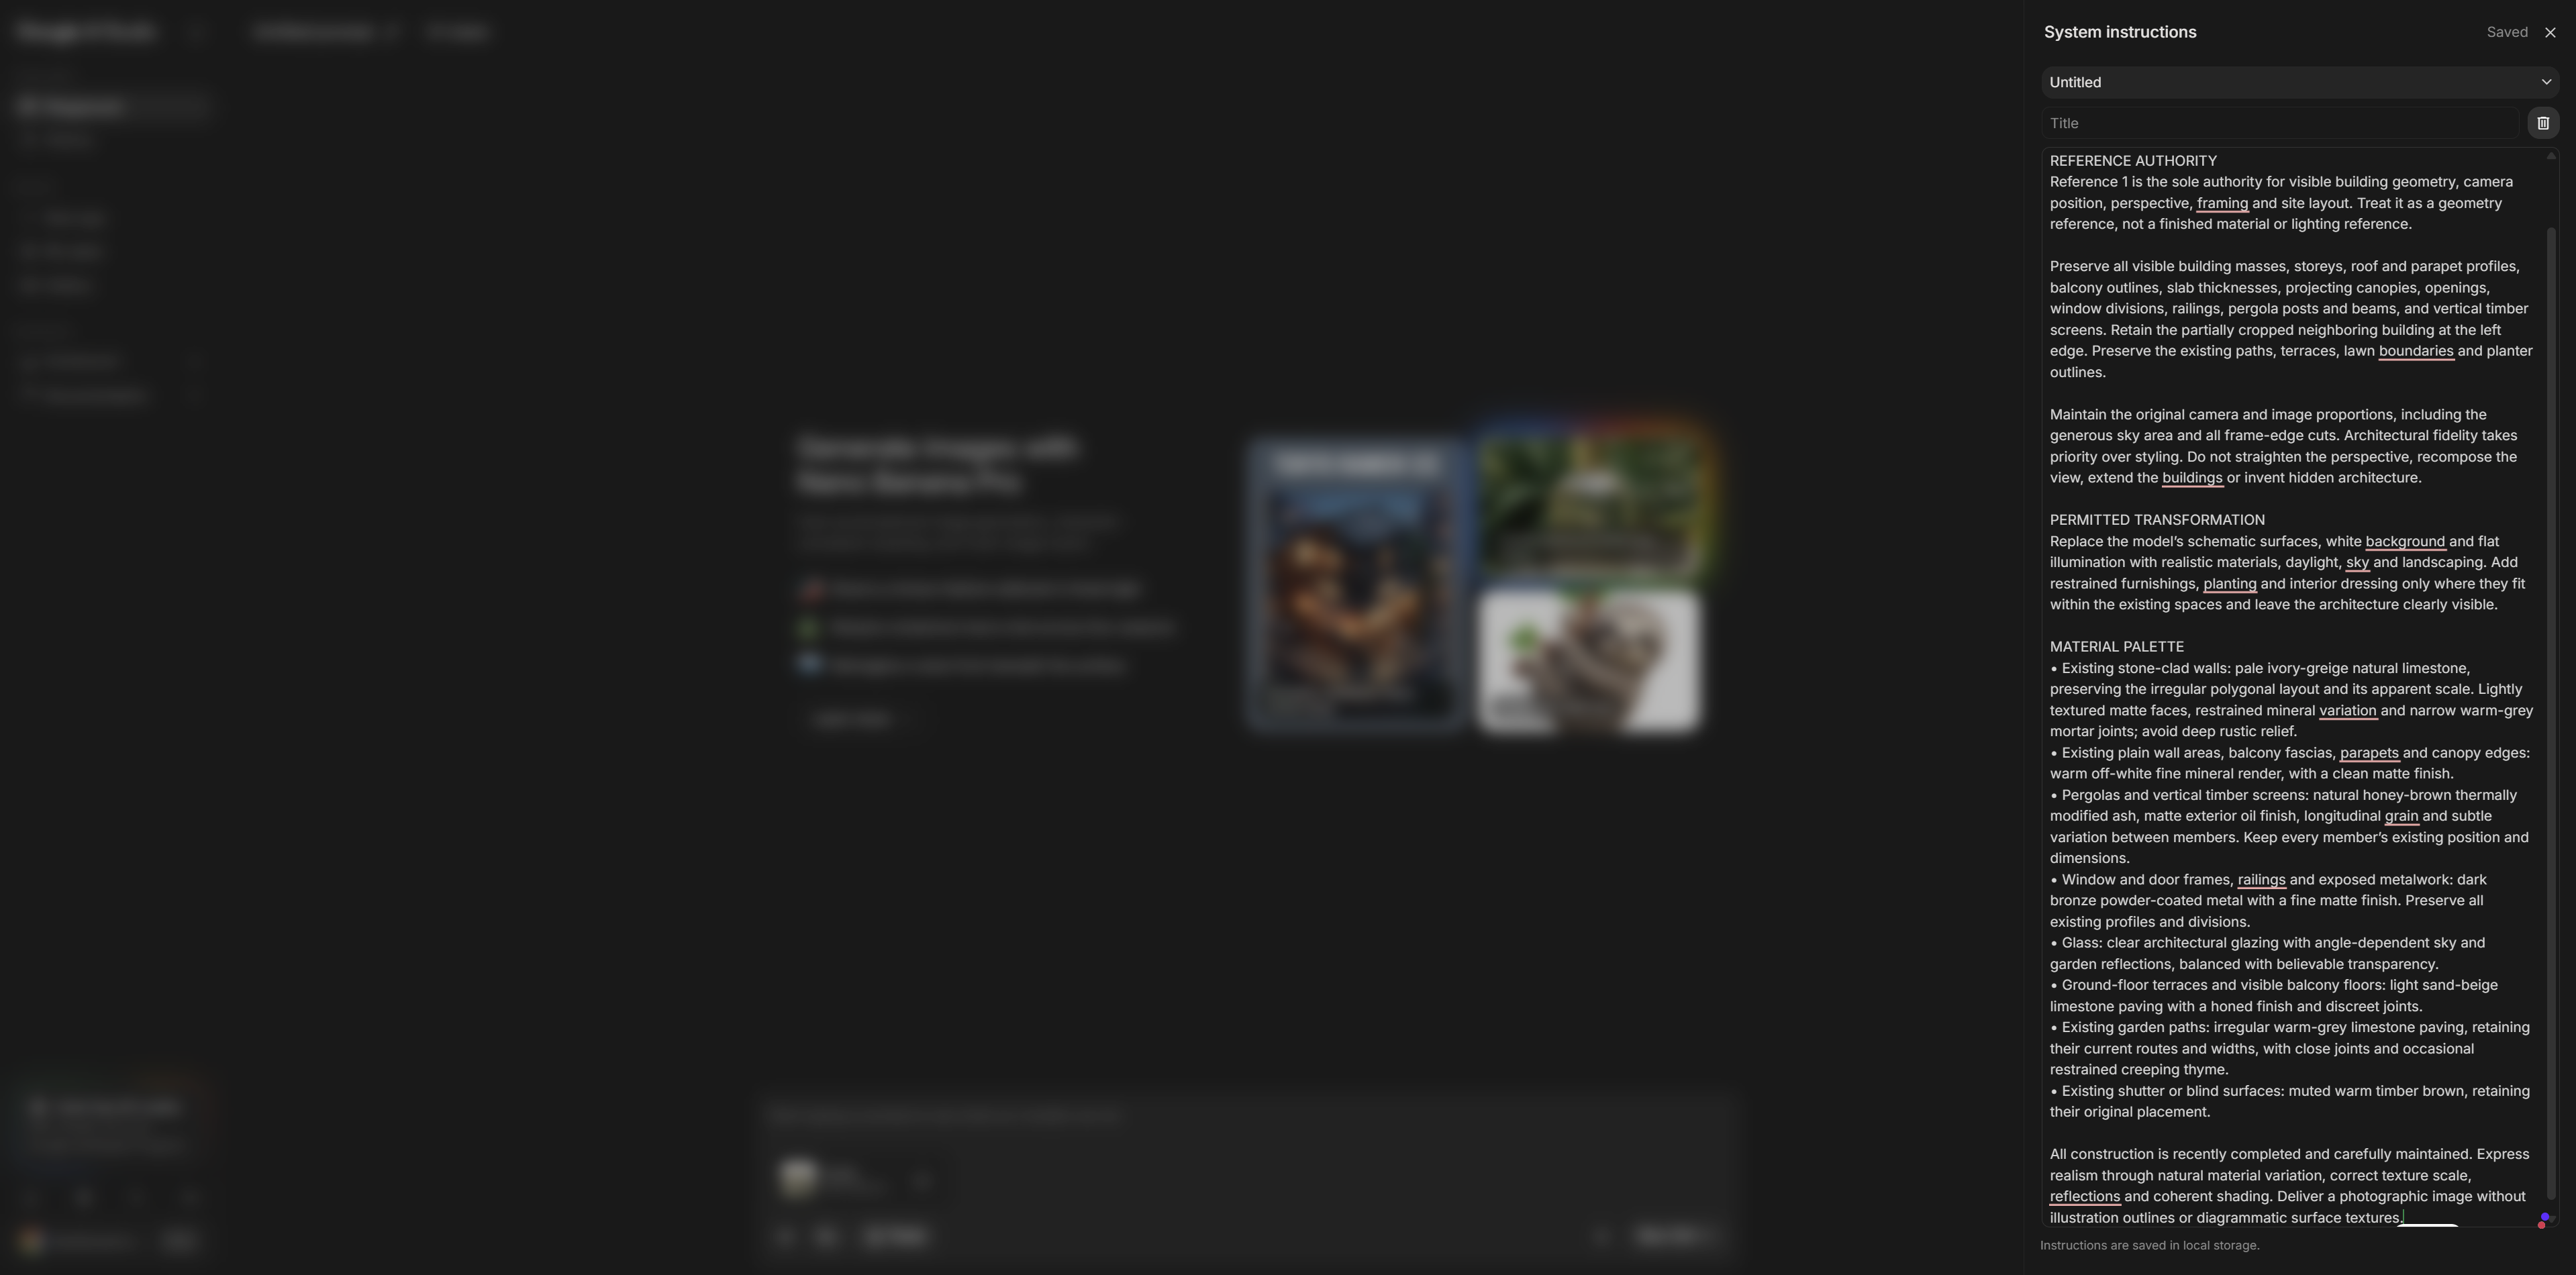 System instructions
Saved
Untitled
Title
REFERENCE AUTHORITY
Reference 1 is the sole authority for visible building geometry, camera
position, perspective, framing and site layout. Treat it as a geometry
reference, not a finished material or lighting reference.
Preserve all visible building masses, storeys, roof and parapet profiles,
balcony outlines, slab thicknesses, projecting canopies, openings,
window divisions, railings, pergola posts and beams, and vertical timber
screens. Retain the partially cropped neighboring building at the left
edge. Preserve the existing paths, terraces, lawn boundaries and planter
outlines.
Maintain the original camera and image proportions, including the
generous sky area and all frame-edge cuts. Architectural fidelity takes
priority over styling. Do not straighten the perspective, recompose the
view, extend the buildings or invent hidden architecture.
PERMITTED TRANSFORMATION
Replace the model’s schematic surfaces, white background and flat
illumination with realistic materials, daylight, sky and landscaping. Add
restrained furnishings, planting and interior dressing only where they fit
within the existing spaces and leave the architecture clearly visible.
MATERIAL PALETTE
• Existing stone-clad walls: pale ivory-greige natural limestone,
preserving the irregular polygonal layout and its apparent scale. Lightly
textured matte faces, restrained mineral variation and narrow warm-grey
mortar joints; avoid deep rustic relief.
• Existing plain wall areas, balcony fascias, parapets and canopy edges:
warm off-white fine mineral render, with a clean matte finish.
• Pergolas and vertical timber screens: natural honey-brown thermally
modified ash, matte exterior oil finish, longitudinal grain and subtle
variation between members. Keep every member’s existing position and
dimensions.
• Window and door frames, railings and exposed metalwork: dark
bronze powder-coated metal with a fine matte finish. Preserve all
existing profiles and divisions.
• Glass: clear architectural glazing with angle-dependent sky and
garden reflections, balanced with believable transparency.
• Ground-floor terraces and visible balcony floors: light sand-beige
limestone paving with a honed finish and discreet joints.
• Existing garden paths: irregular warm-grey limestone paving, retaining
their current routes and widths, with close joints and occasional
restrained creeping thyme.
• Existing shutter or blind surfaces: muted warm timber brown, retaining
their original placement.
All construction is recently completed and carefully maintained. Express
realism through natural material variation, correct texture scale,
reflections and coherent shading. Deliver a photographic image without
illustration outlines or diagrammatic surface textures.
Instructions are saved in local storage.
Generate images with
Nano Banana Pro